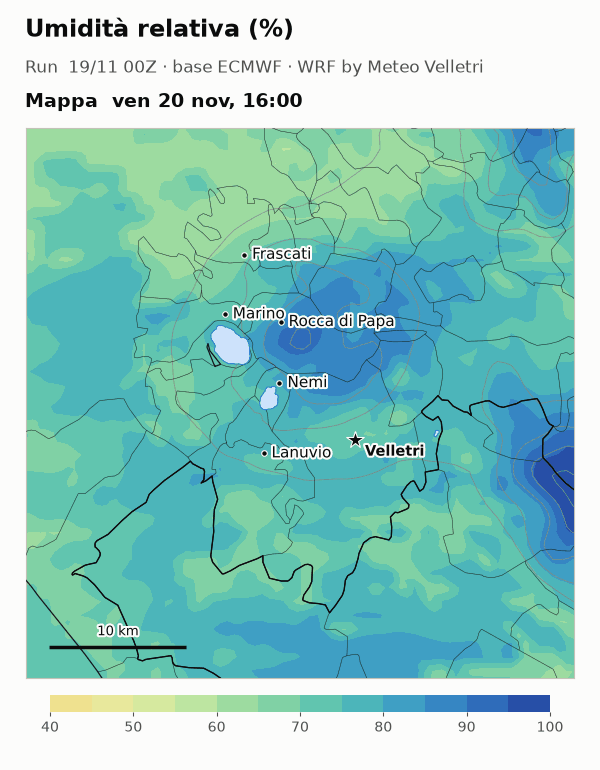 Umidità relativa (%)
Run  19/11 00Z · base ECMWF · WRF by Meteo Velletri
Mappa  ven 20 nov, 16:00
Frascati
Marino
Rocca di Papa
Nemi
Velletri
Lanuvio
10 km
40 50 60 70 80 90 100